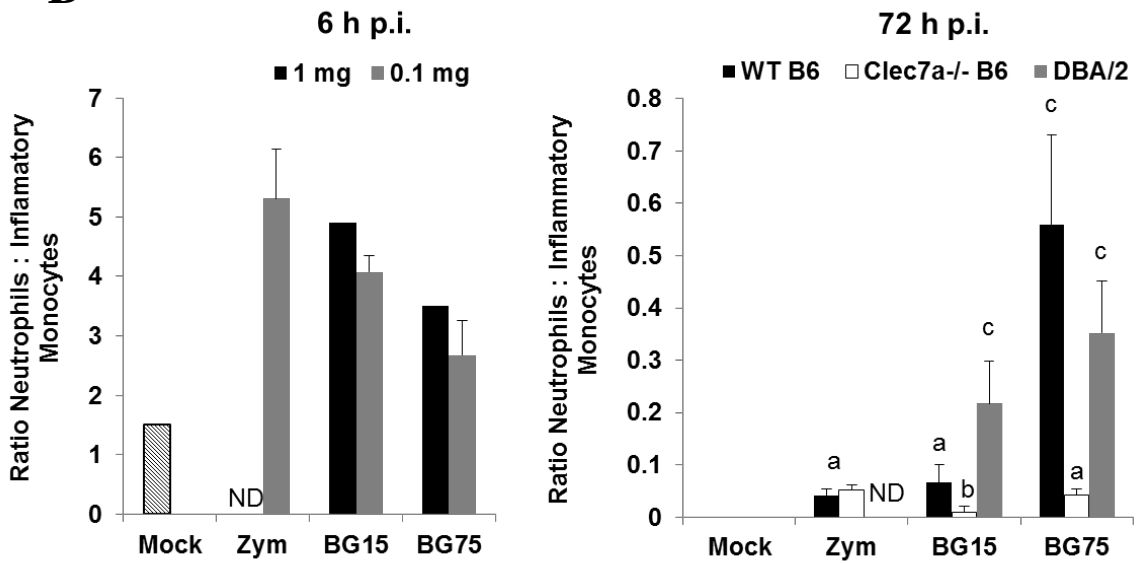 B
6 h p.i.
1 mg 0.1 mg
Ratio Neutrophils : Inflamatory
Monocytes
7
6
5
4
3
2
1
0
ND
Mock Zym BG15 BG75
72 h p.i.
WT B6 Clec7a-/- B6 DBA/2
Ratio Neutrophils : Inflammatory
Monocytes
0.8
0.7
0.6
0.5
0.4
0.3
0.2
0.1
0
a
ND
a
b
c
c
a
c
Mock Zym BG15 BG75